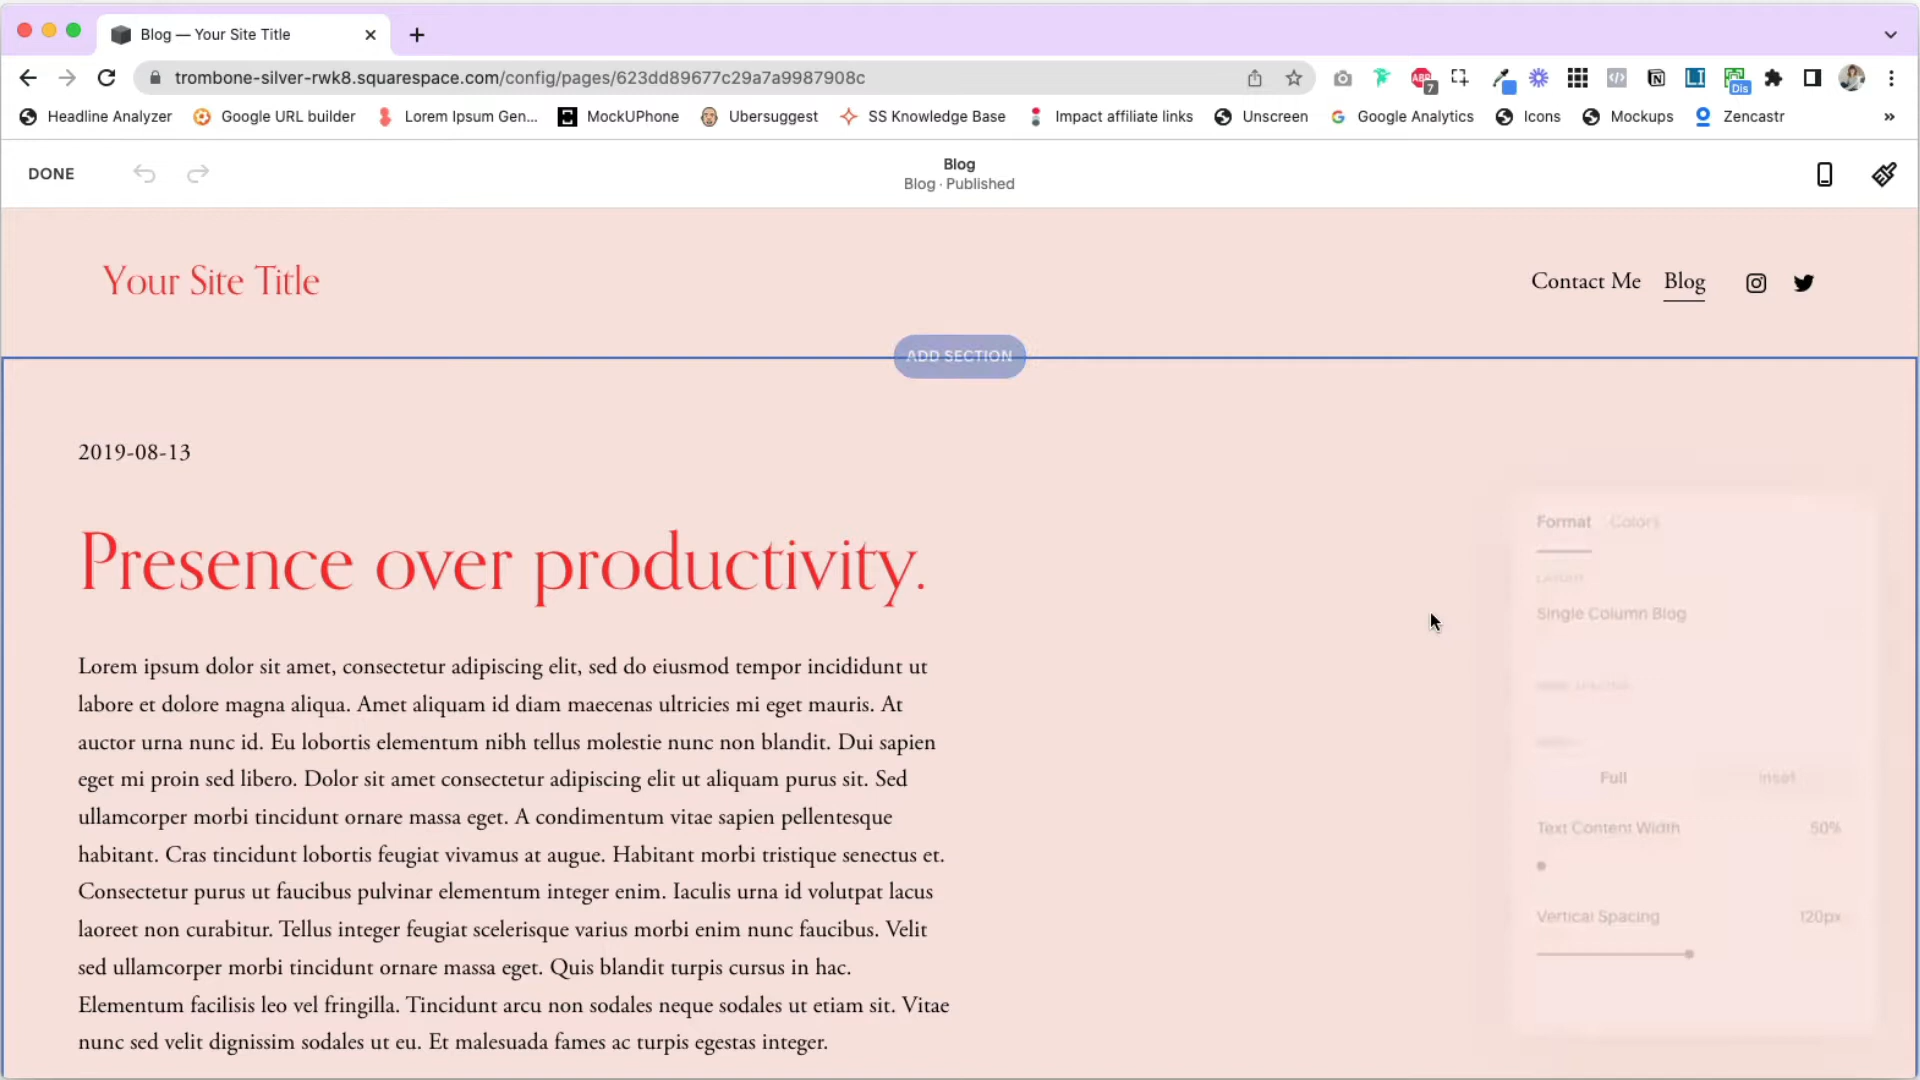 Blog — Your Site Title
trombone-silver-rwk8.squarespace.com/config/pages/623dd89677c29a7a9987908c
ABP
7
LI
Dis
Headline Analyzer
Google URL builder
Lorem Ipsum Gen...
MockUPhone
Ubersuggest
SS Knowledge Base
Impact affiliate links
Unscreen
Google Analytics
Icons
Mockups
Zencastr
»
DONE
Blog
Blog · Published
Your Site Title
Contact Me
Blog
ADD SECTION
2019-08-13
Presence over productivity.
Lorem ipsum dolor sit amet, consectetur adipiscing elit, sed do eiusmod tempor incididunt ut
labore et dolore magna aliqua. Amet aliquam id diam maecenas ultricies mi eget mauris. At
auctor urna nunc id. Eu lobortis elementum nibh tellus molestie nunc non blandit. Dui sapien
eget mi proin sed libero. Dolor sit amet consectetur adipiscing elit ut aliquam purus sit. Sed
ullamcorper morbi tincidunt ornare massa eget. A condimentum vitae sapien pellentesque
habitant. Cras tincidunt lobortis feugiat vivamus at augue. Habitant morbi tristique senectus et.
Consectetur purus ut faucibus pulvinar elementum integer enim. Iaculis urna id volutpat lacus
laoreet non curabitur. Tellus integer feugiat scelerisque varius morbi enim nunc faucibus. Velit
sed ullamcorper morbi tincidunt ornare massa eget. Quis blandit turpis cursus in hac.
Elementum facilisis leo vel fringilla. Tincidunt arcu non sodales neque sodales ut etiam sit. Vitae
nunc sed velit dignissim sodales ut eu. Et malesuada fames ac turpis egestas integer.
Format
Colors
LAYOUT
Single Column Blog
Full
Inset
Text Content Width
50%
Vertical Spacing
120px